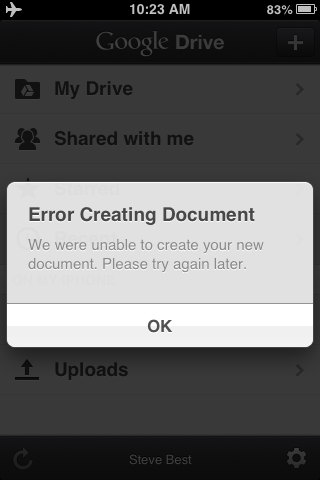 10:23 AM
83%
Google Drive
+
My Drive
Shared with me
Starred
Error Creating Document
We were unable to create your new
document. Please try again later.
OK
Uploads
Steve Best